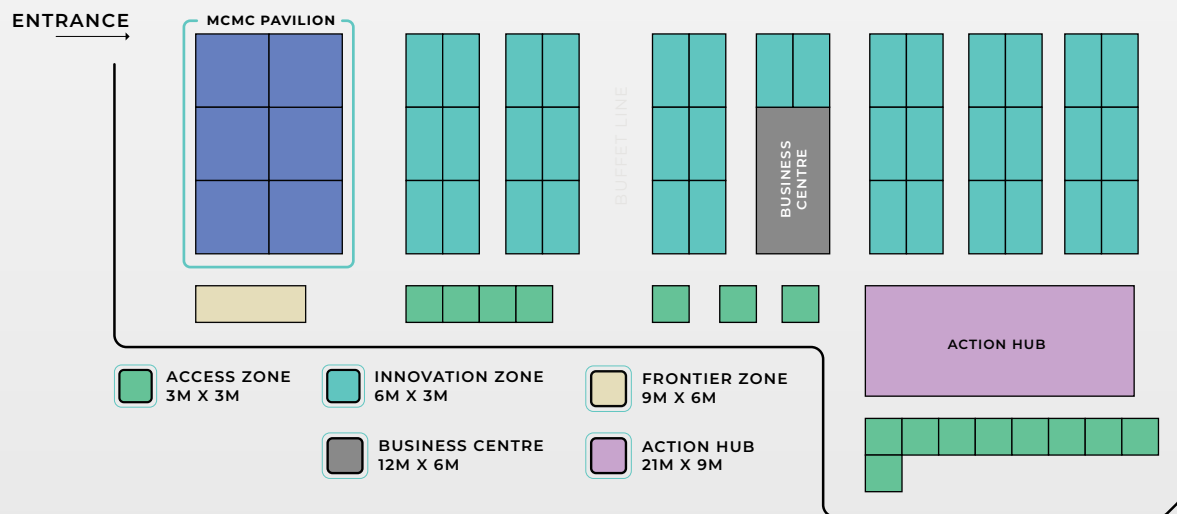 ENTRANCE
MCMC PAVILION
BUFFET LINE
BUSINESS
CENTRE
ACTION HUB
ACCESS ZONE
3M X 3M
INNOVATION ZONE
6M X 3M
FRONTIER ZONE
9M X 6M
BUSINESS CENTRE
12M X 6M
ACTION HUB
21M X 9M